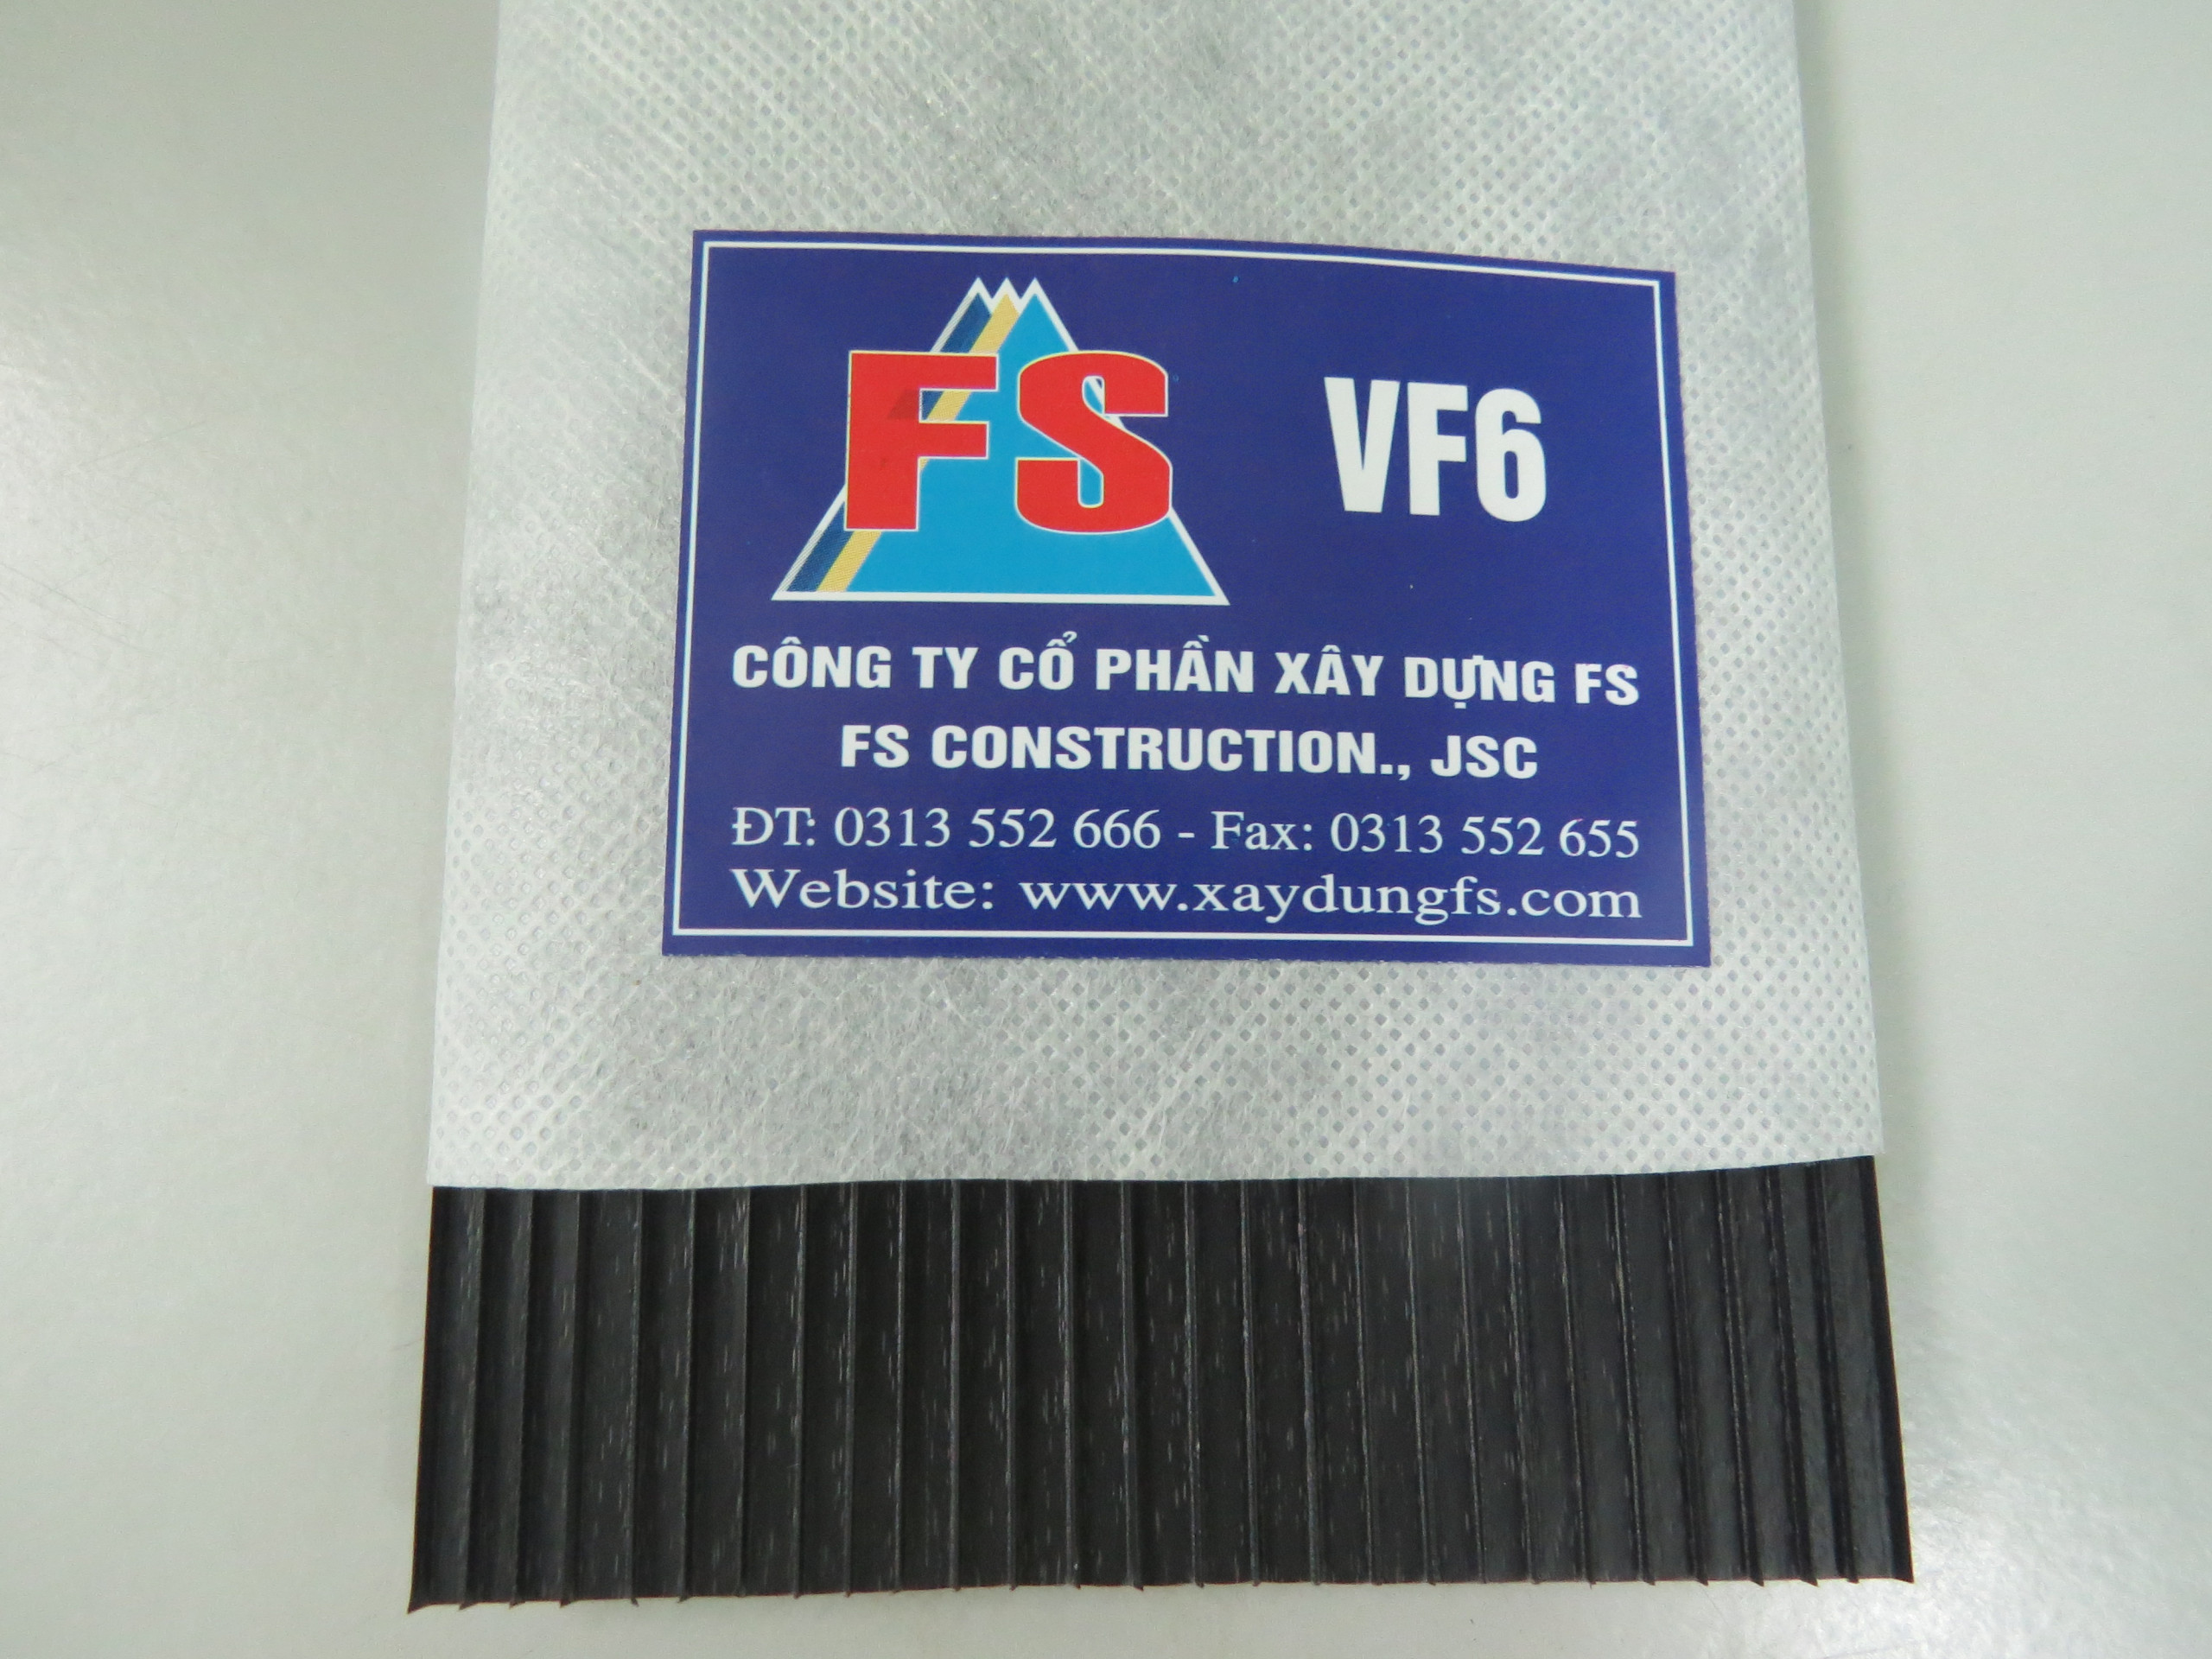 FS
VF6
CÔNG TY CỔ PHẦN XÂY DỰNG FS
FS CONSTRUCTION., JSC
ĐT: 0313 552 666 - Fax: 0313 552 655
Website: www.xaydungfs.com